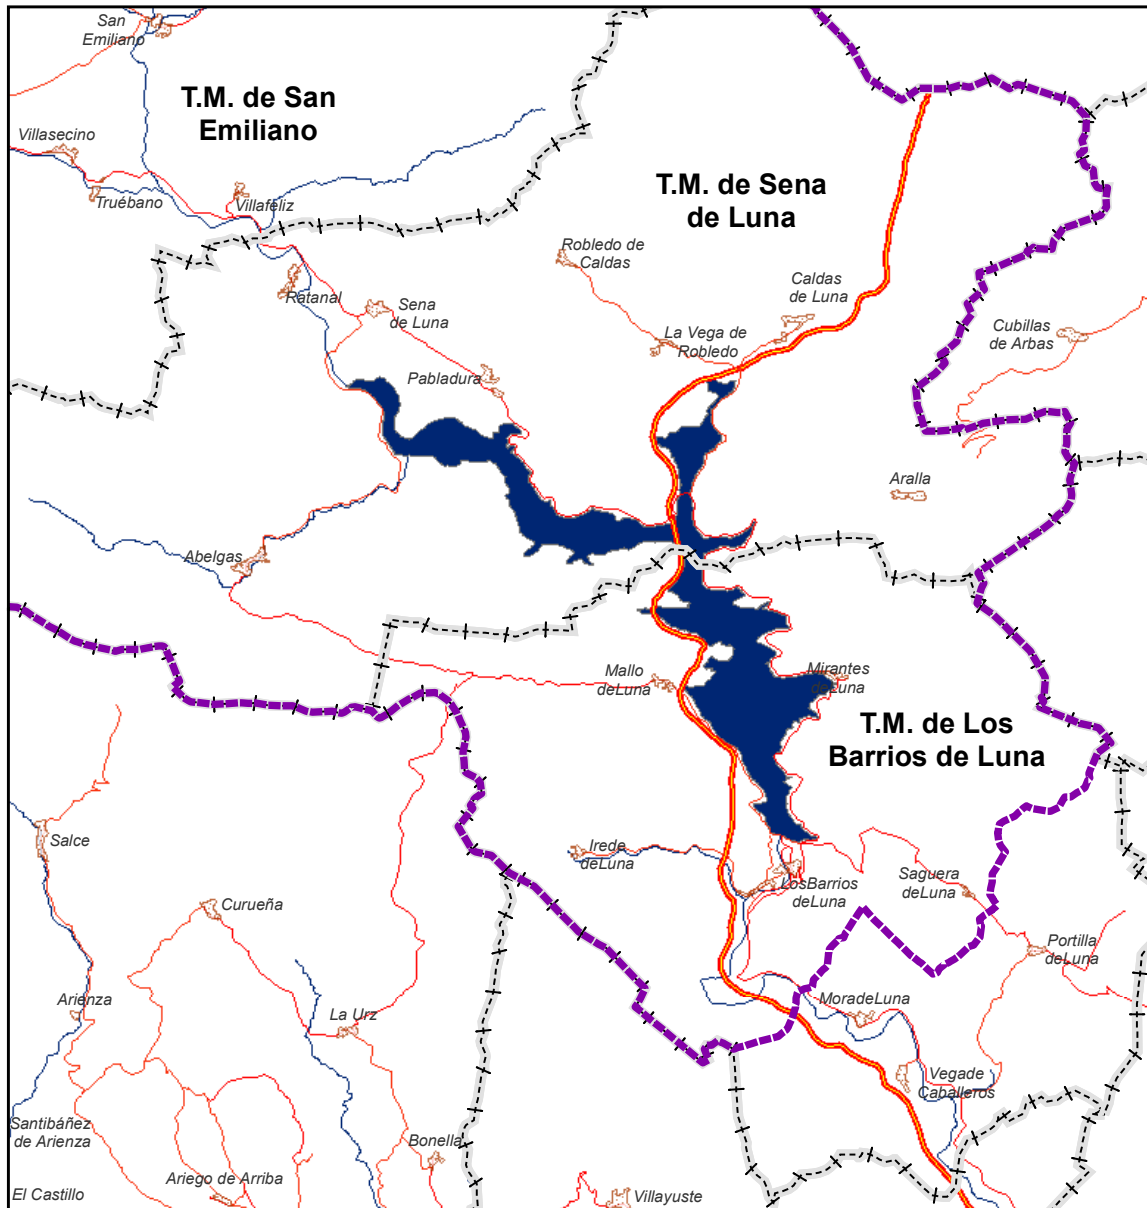 San
Emiliano
T.M. de San
Emiliano
Villasecino
Truébano
Villafeliz
T.M. de Sena
de Luna
Robledo de
Caldas
Ratanal
Sena
de Luna
Caldas
de Luna
La Vega de
Robledo
Cubillas
de Arbas
Pabladura
Aralla
Abelgas
Mallo
deLuna
Mirantes
deLuna
T.M. de Los
Barrios de Luna
Salce
Irede
deLuna
LosBarrios
deLuna
Saguera
deLuna
Curueña
Portilla
deLuna
Arienza
La Urz
MoradeLuna
Vegade
Caballeros
Santibáñez
de Arienza
Bonella
El Castillo
Ariego de Arriba
Villayuste